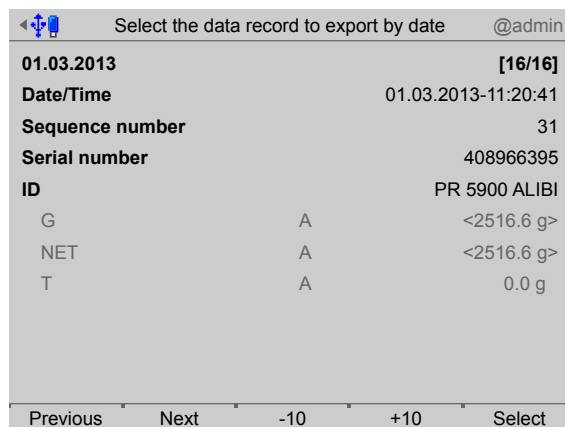 Select the data record to export by date @admin
01.03.2013 [16/16]
Date/Time 01.03.2013-11:20:41
Sequence number 31
Serial number 408966395
ID PR 5900 ALIBI
G A <2516.6 g>
NET A <2516.6 g>
T A 0.0 g
Previous Next -10 +10 Select